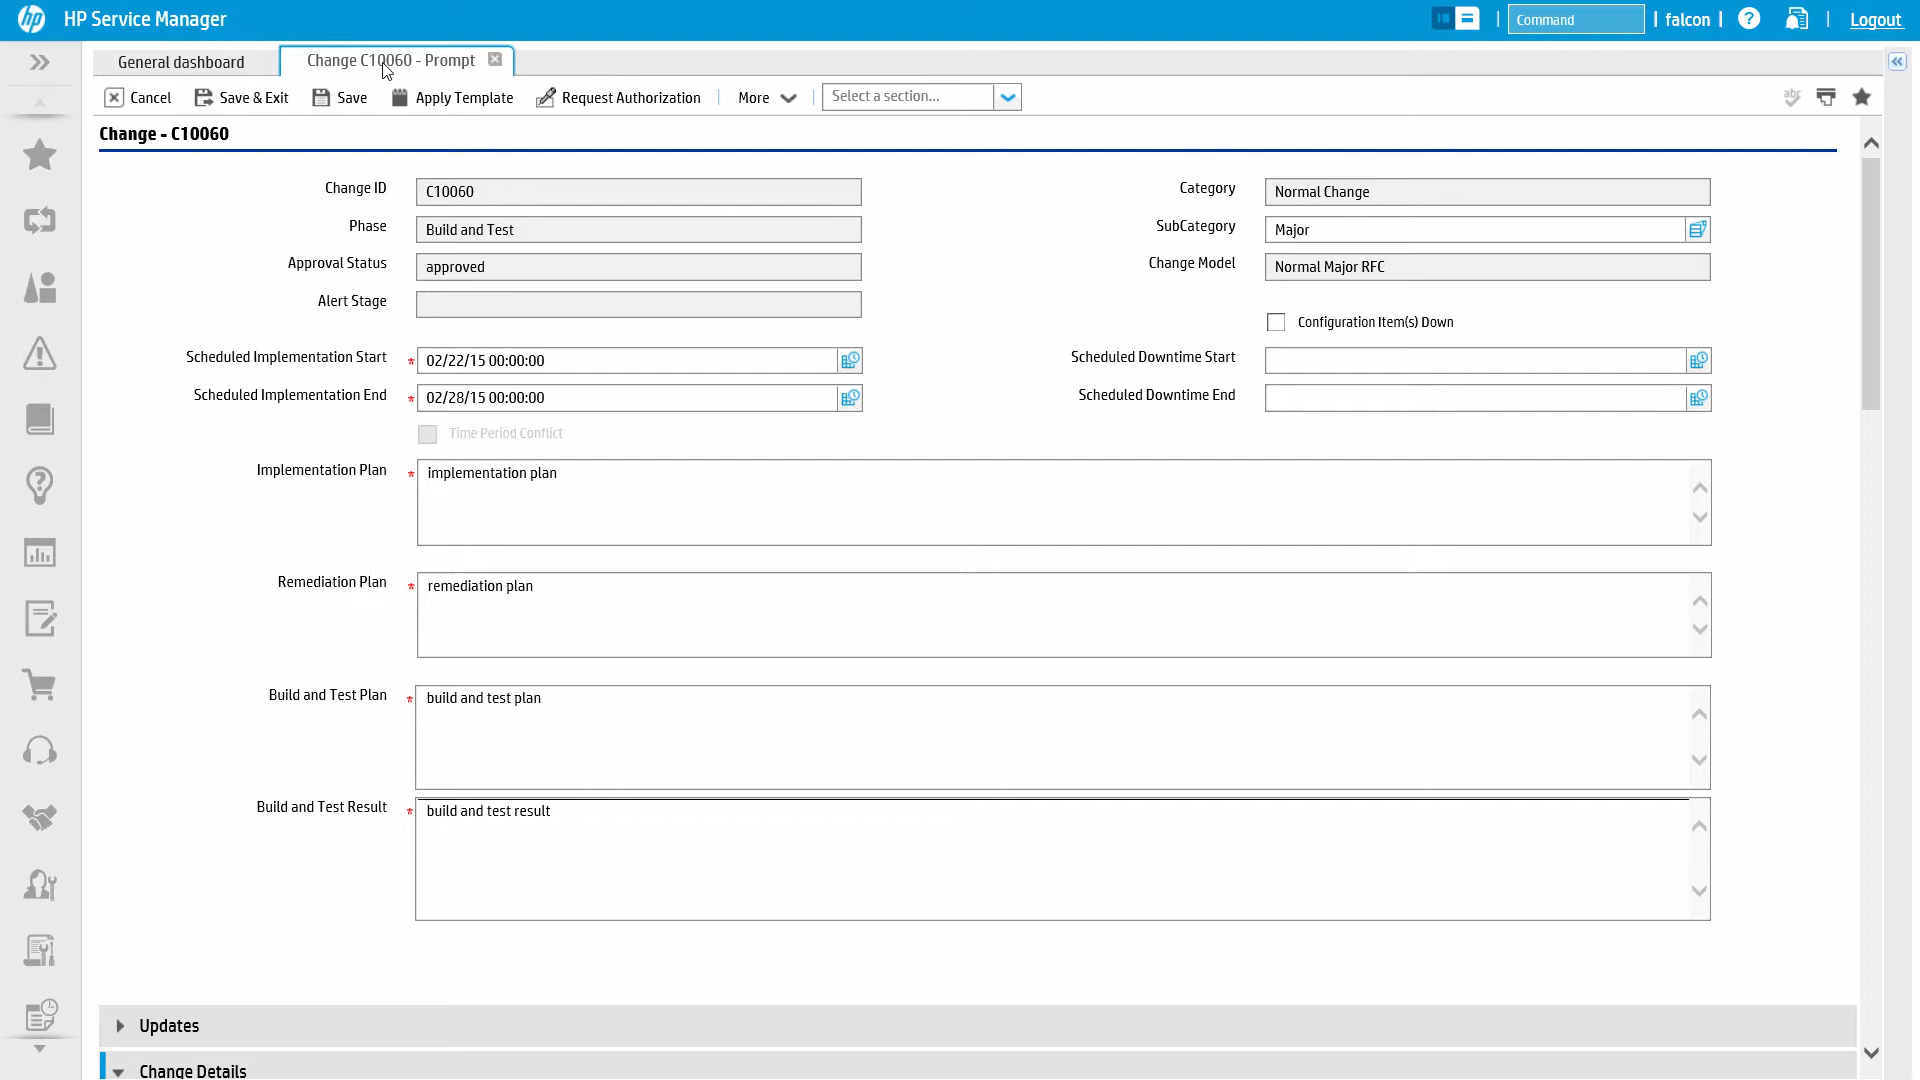 hp HP Service Manager Command falcon ? Logout
General dashboard Change C10060 - Prompt
Cancel Save & Exit Save Apply Template Request Authorization More Select a section... abc
Change - C10060
Change ID C10060 Category Normal Change
Phase Build and Test SubCategory Major
Approval Status approved Change Model Normal Major RFC
Alert Stage
Configuration Item(s) Down
Scheduled Implementation Start * 02/22/15 00:00:00 Scheduled Downtime Start
Scheduled Implementation End * 02/28/15 00:00:00 Scheduled Downtime End
Time Period Conflict
Implementation Plan * implementation plan
Remediation Plan * remediation plan
Build and Test Plan * build and test plan
Build and Test Result * build and test result
Updates
Change Details